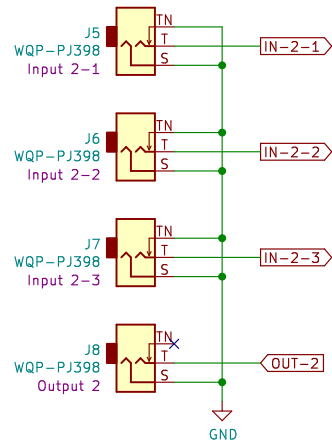 TN
J5
T
IN-2-1
WQP-PJ398
S
Input 2-1
TN
J6
T
IN-2-2
WQP-PJ398
S
Input 2-2
TN
J7
T
IN-2-3
WQP-PJ398
S
Input 2-3
TN
J8
T
OUT-2
WQP-PJ398
S
Output 2
GND